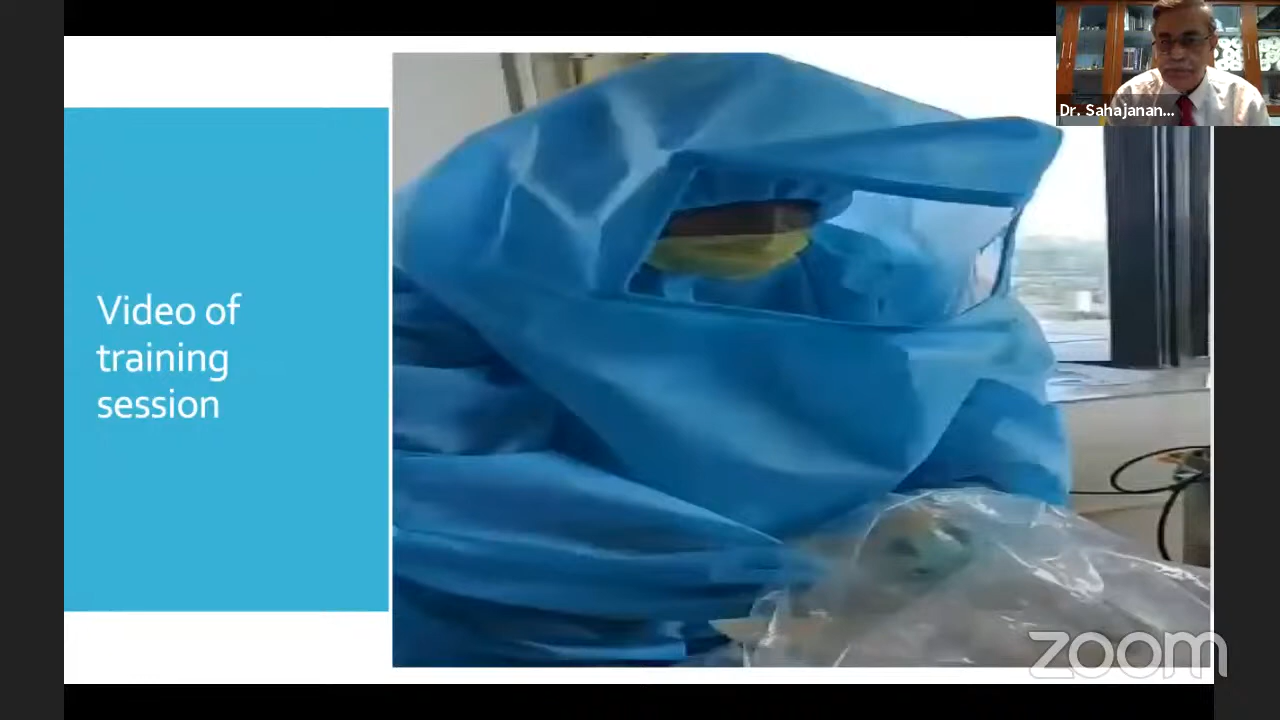 Video of
training
session
Dr. Sahajanan...
zoom